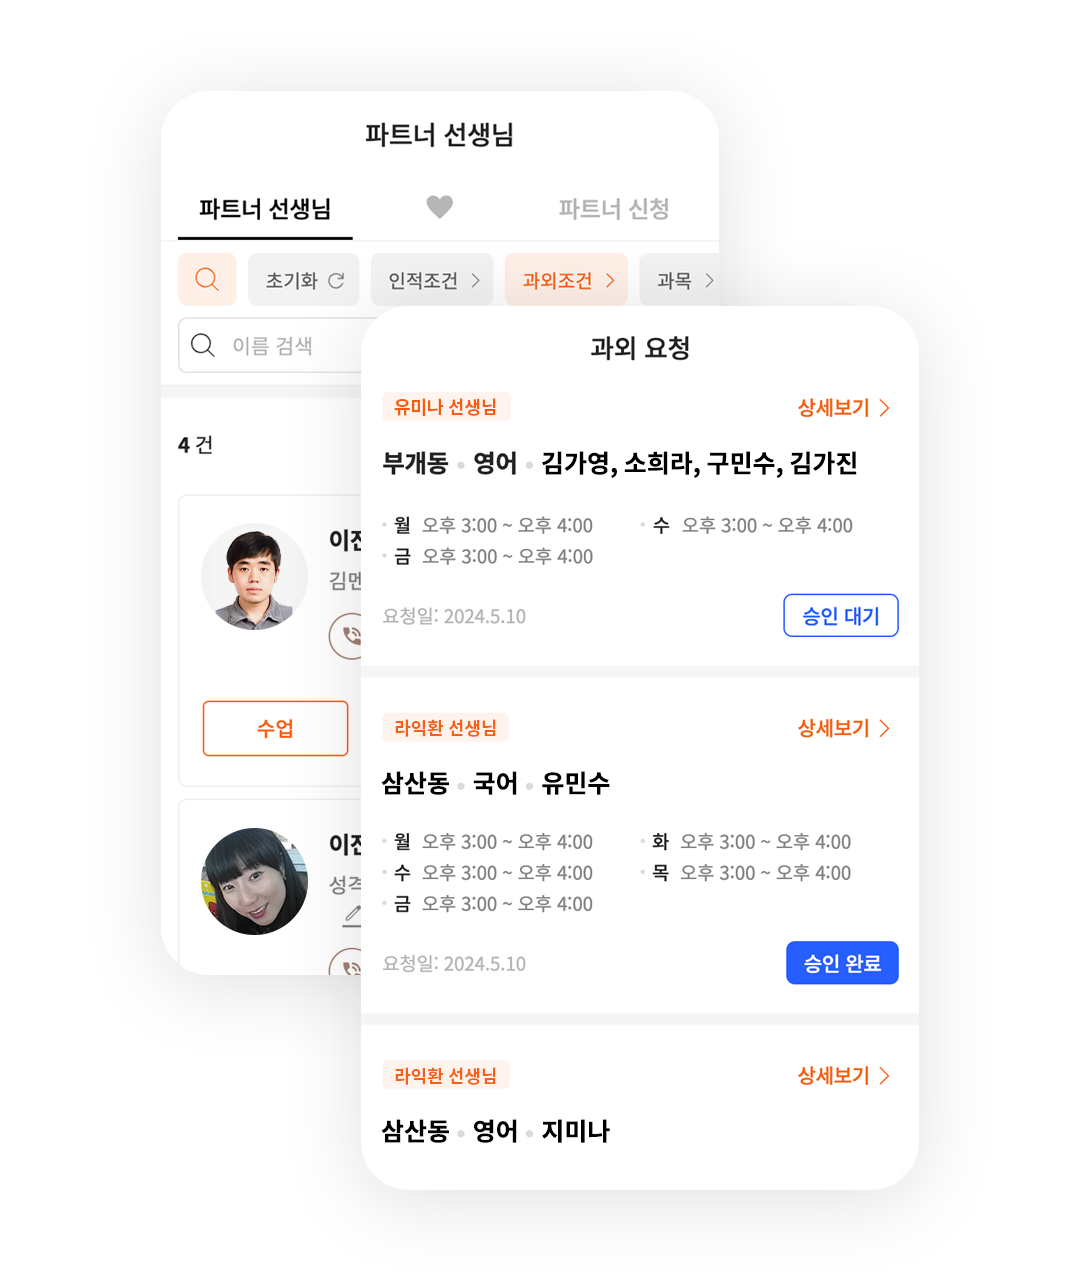 파트너 선생님
파트너 선생님 파트너 신청
초기화 인적조건 과외조건 과목
이름 검색
4 건
이진
김멘
수업
이진
성격
과외 요청
유미나 선생님 상세보기
부개동 • 영어 • 김가영, 소희라, 구민수, 김가진
• 월 오후 3:00 ~ 오후 4:00 • 수 오후 3:00 ~ 오후 4:00
• 금 오후 3:00 ~ 오후 4:00
요청일: 2024.5.10 승인 대기
라익환 선생님 상세보기
삼산동 • 국어 • 유민수
• 월 오후 3:00 ~ 오후 4:00 • 화 오후 3:00 ~ 오후 4:00
• 수 오후 3:00 ~ 오후 4:00 • 목 오후 3:00 ~ 오후 4:00
• 금 오후 3:00 ~ 오후 4:00
요청일: 2024.5.10 승인 완료
라익환 선생님 상세보기
삼산동 • 영어 • 지미나